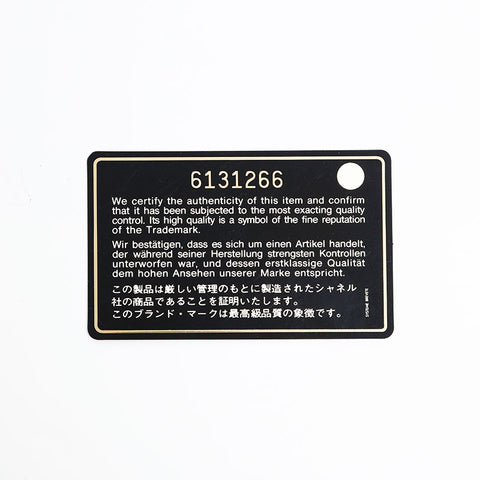 6131266
We certify the authenticity of this item and confirm
that it has been subjected to the most exacting quality
control. Its high quality is a symbol of the fine reputation
of the Trademark.
Wir bestätigen, dass es sich um einen Artikel handelt,
der während seiner Herstellung strengsten Kontrollen
unterworfen war, und dessen erstklassige Qualität
dem hohen Ansehen unserer Marke entspricht.
この製品は厳しい管理のもとに製造されたシャネル
社の商品であることを証明いたします。
このブランド・マークは最高級品質の象徴です。